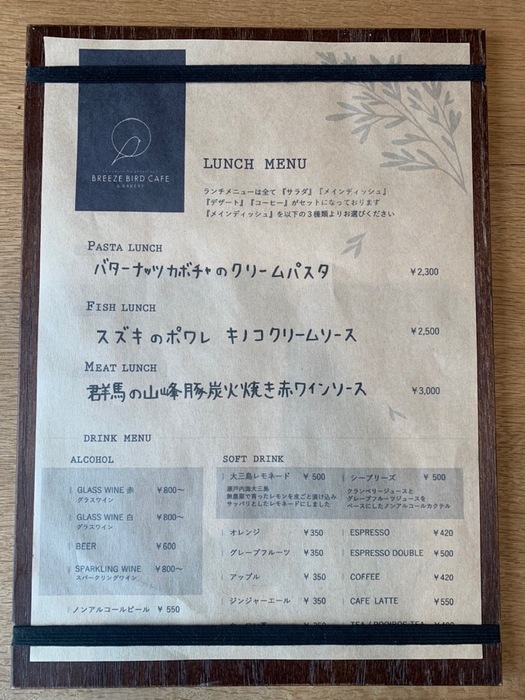 BREEZE BIRD CAFE
& BAKERY
LUNCH MENU
ランチメニューは全て『サラダ』『メインディッシュ』
『デザート』『コーヒー』がセットになっております
『メインディッシュ』を以下の3種類よりお選びください
PASTA LUNCH
バターナッツカボチャのクリームパスタ ¥2,300
FISH LUNCH
スズキのポワレ キノコクリームソース ¥2,500
MEAT LUNCH
群馬の山峰豚炭火焼き赤ワインソース ¥3,000
DRINK MENU
ALCOHOL
GLASS WINE 赤 ¥800~
グラスワイン
GLASS WINE 白 ¥800~
グラスワイン
BEER ¥600
SPARKLING WINE ¥800~
スパークリングワイン
ノンアルコールビール ¥ 550
SOFT DRINK
大三島レモネード ¥ 500
瀬戸内海大三島
無農薬で育ったレモンを皮ごと漬け込み
サッパリとしたレモネードにしました
シーブリーズ ¥ 500
クランベリージュースと
グレープフルーツジュースを
ベースにしたノンアルコールカクテル
オレンジ ¥ 350
グレープフルーツ ¥ 350
アップル ¥ 350
ジンジャーエール ¥ 350
ESPRESSO ¥420
ESPRESSO DOUBLE ¥500
COFFEE ¥420
CAFE LATTE ¥550